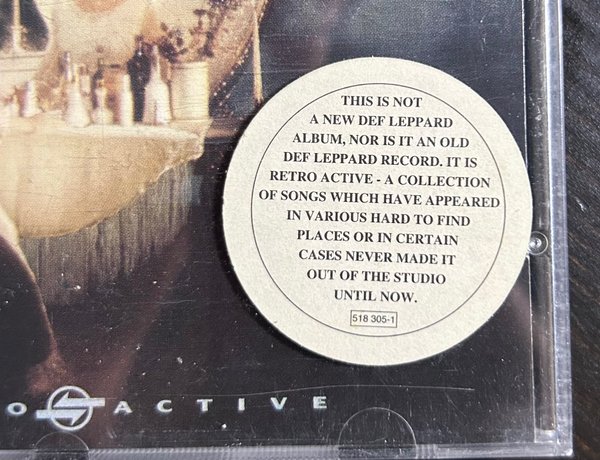 THIS IS NOT
A NEW DEF LEPPARD
ALBUM, NOR IS IT AN OLD
DEF LEPPARD RECORD. IT IS
RETRO ACTIVE - A COLLECTION
OF SONGS WHICH HAVE APPEARED
IN VARIOUS HARD TO FIND
PLACES OR IN CERTAIN
CASES NEVER MADE IT
OUT OF THE STUDIO
UNTIL NOW.
518 305-1
O ACTIVE